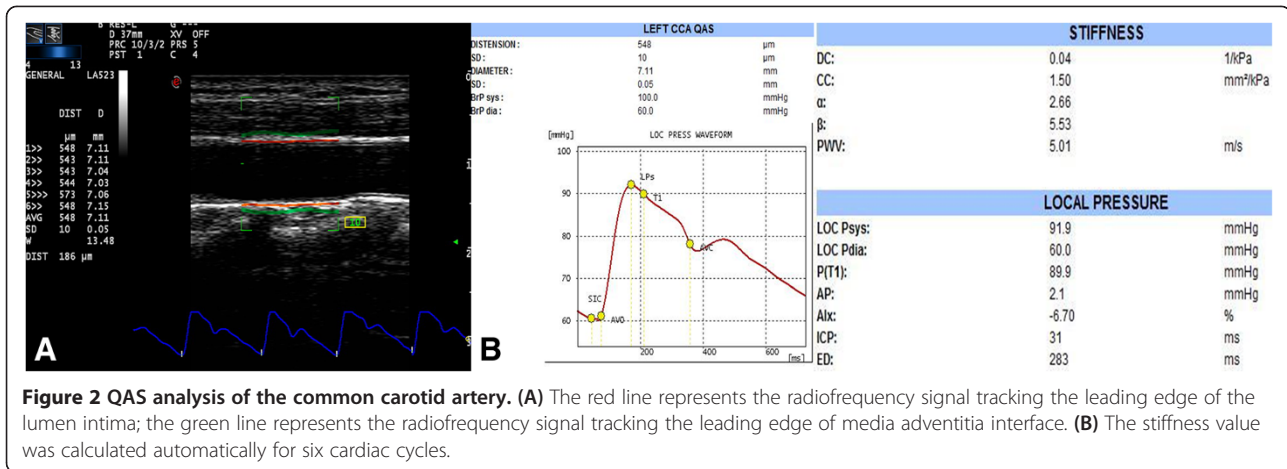 B RES-L G ---
D 37mm XV OFF
PRC 10/3/2 PRS 5
PST 1 C 4
4 13
GENERAL LA523
DIST D
µm mm
1>> 548 7.11
2>> 543 7.11
3>> 543 7.04
4>> 544 7.03
5>>> 573 7.06
6>> 548 7.15
AVG 548 7.11
SD 10 0.05
W 13.48
DIST 186 µm
A
LEFT CCA QAS
DISTENSION : 548 µm
SD : 10 µm
DIAMETER : 7.11 mm
SD : 0.05 mm
BrP sys : 100.0 mmHg
BrP dia : 60.0 mmHg
[mmHg] LOC PRESS WAVEFORM
100
90
80
70
60
LPs
T1
AVC
SIC
AVO
200 400 600 [ms]
B
STIFFNESS
DC: 0.04 1/kPa
CC: 1.50 mm²/kPa
α: 2.66
β: 5.53
PWV: 5.01 m/s
LOCAL PRESSURE
LOC Psys: 91.9 mmHg
LOC Pdia: 60.0 mmHg
P(T1): 89.9 mmHg
AP: 2.1 mmHg
AIx: -6.70 %
ICP: 31 ms
ED: 283 ms
Figure 2 QAS analysis of the common carotid artery. (A) The red line represents the radiofrequency signal tracking the leading edge of the
lumen intima; the green line represents the radiofrequency signal tracking the leading edge of media adventitia interface. (B) The stiffness value
was calculated automatically for six cardiac cycles.